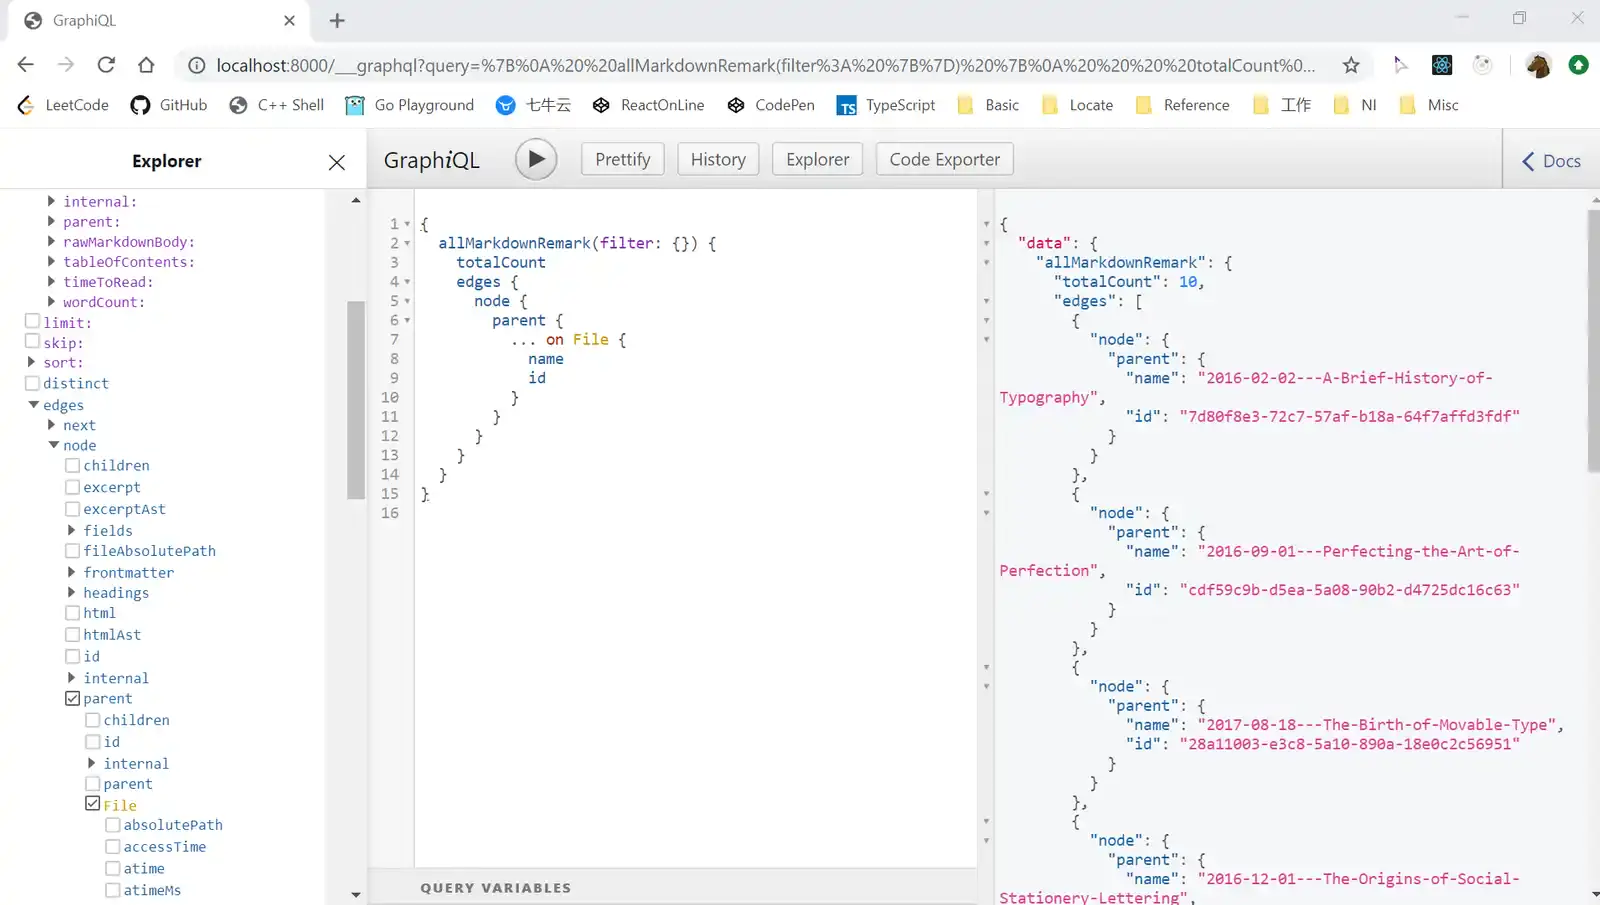 GraphiQL
localhost:8000/___graphql?query=%7B%0A%20%20allMarkdownRemark(filter%3A%20%7B%7D)%20%7B%0A%20%20%20%20totalCount%0...
LeetCode GitHub C++ Shell Go Playground 七牛云 ReactOnLine CodePen TypeScript Basic Locate Reference 工作 NI Misc
Explorer
GraphiQL Prettify History Explorer Code Exporter Docs
internal:
parent:
rawMarkdownBody:
tableOfContents:
timeToRead:
wordCount:
limit:
skip:
sort:
distinct
edges
next
node
children
excerpt
excerptAst
fields
fileAbsolutePath
frontmatter
headings
html
htmlAst
id
internal
parent
children
id
internal
parent
File
absolutePath
accessTime
atime
atimeMs
1 {
2 allMarkdownRemark(filter: {}) {
3 totalCount
4 edges {
5 node {
6 parent {
7 ... on File {
8 name
9 id
10 }
11 }
12 }
13 }
14 }
15 }
16
QUERY VARIABLES
{
"data": {
"allMarkdownRemark": {
"totalCount": 10,
"edges": [
{
"node": {
"parent": {
"name": "2016-02-02---A-Brief-History-of-
Typography",
"id": "7d80f8e3-72c7-57af-b18a-64f7affd3fdf"
}
}
},
{
"node": {
"parent": {
"name": "2016-09-01---Perfecting-the-Art-of-
Perfection",
"id": "cdf59c9b-d5ea-5a08-90b2-d4725dc16c63"
}
}
},
{
"node": {
"parent": {
"name": "2017-08-18---The-Birth-of-Movable-Type",
"id": "28a11003-e3c8-5a10-890a-18e0c2c56951"
}
}
},
{
"node": {
"parent": {
"name": "2016-12-01---The-Origins-of-Social-
Stationery-Lettering",